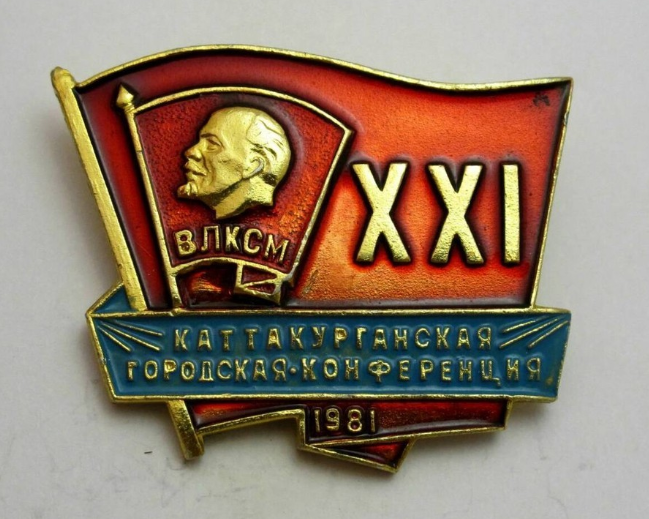 ВЛКСМ
XXI
КАТТАКУРГАНСКАЯ
ГОРОДСКАЯ·КОНФЕРЕНЦИЯ
1981